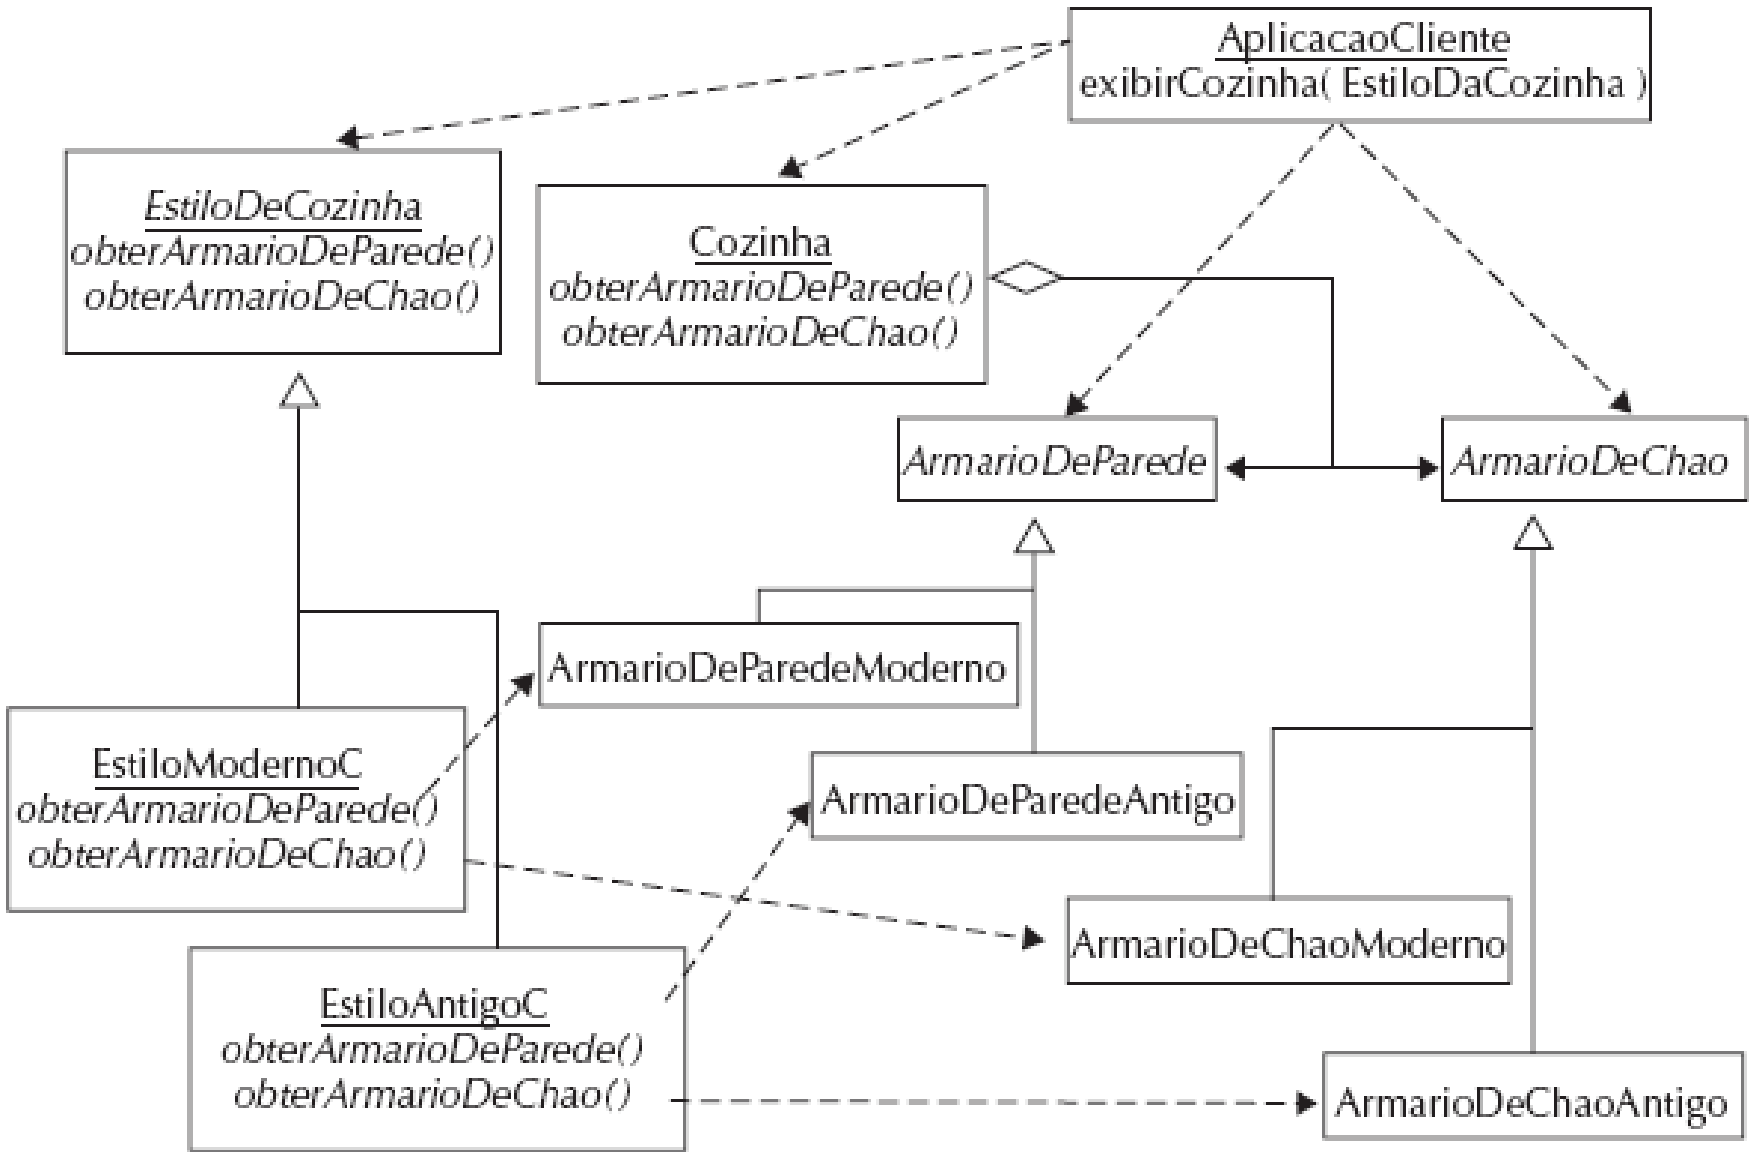 AplicacaoCliente
exibirCozinha( EstiloDaCozinha )
EstiloDeCozinha
obterArmarioDeParede()
obterArmarioDeChao()
Cozinha
obterArmarioDeParede()
obterArmarioDeChao()
ArmarioDeParede
ArmarioDeChao
ArmarioDeParedeModerno
EstiloModernoC
obterArmarioDeParede()
obterArmarioDeChao()
ArmarioDeParedeAntigo
ArmarioDeChaoModerno
EstiloAntigoC
obterArmarioDeParede()
obterArmarioDeChao()
ArmarioDeChaoAntigo